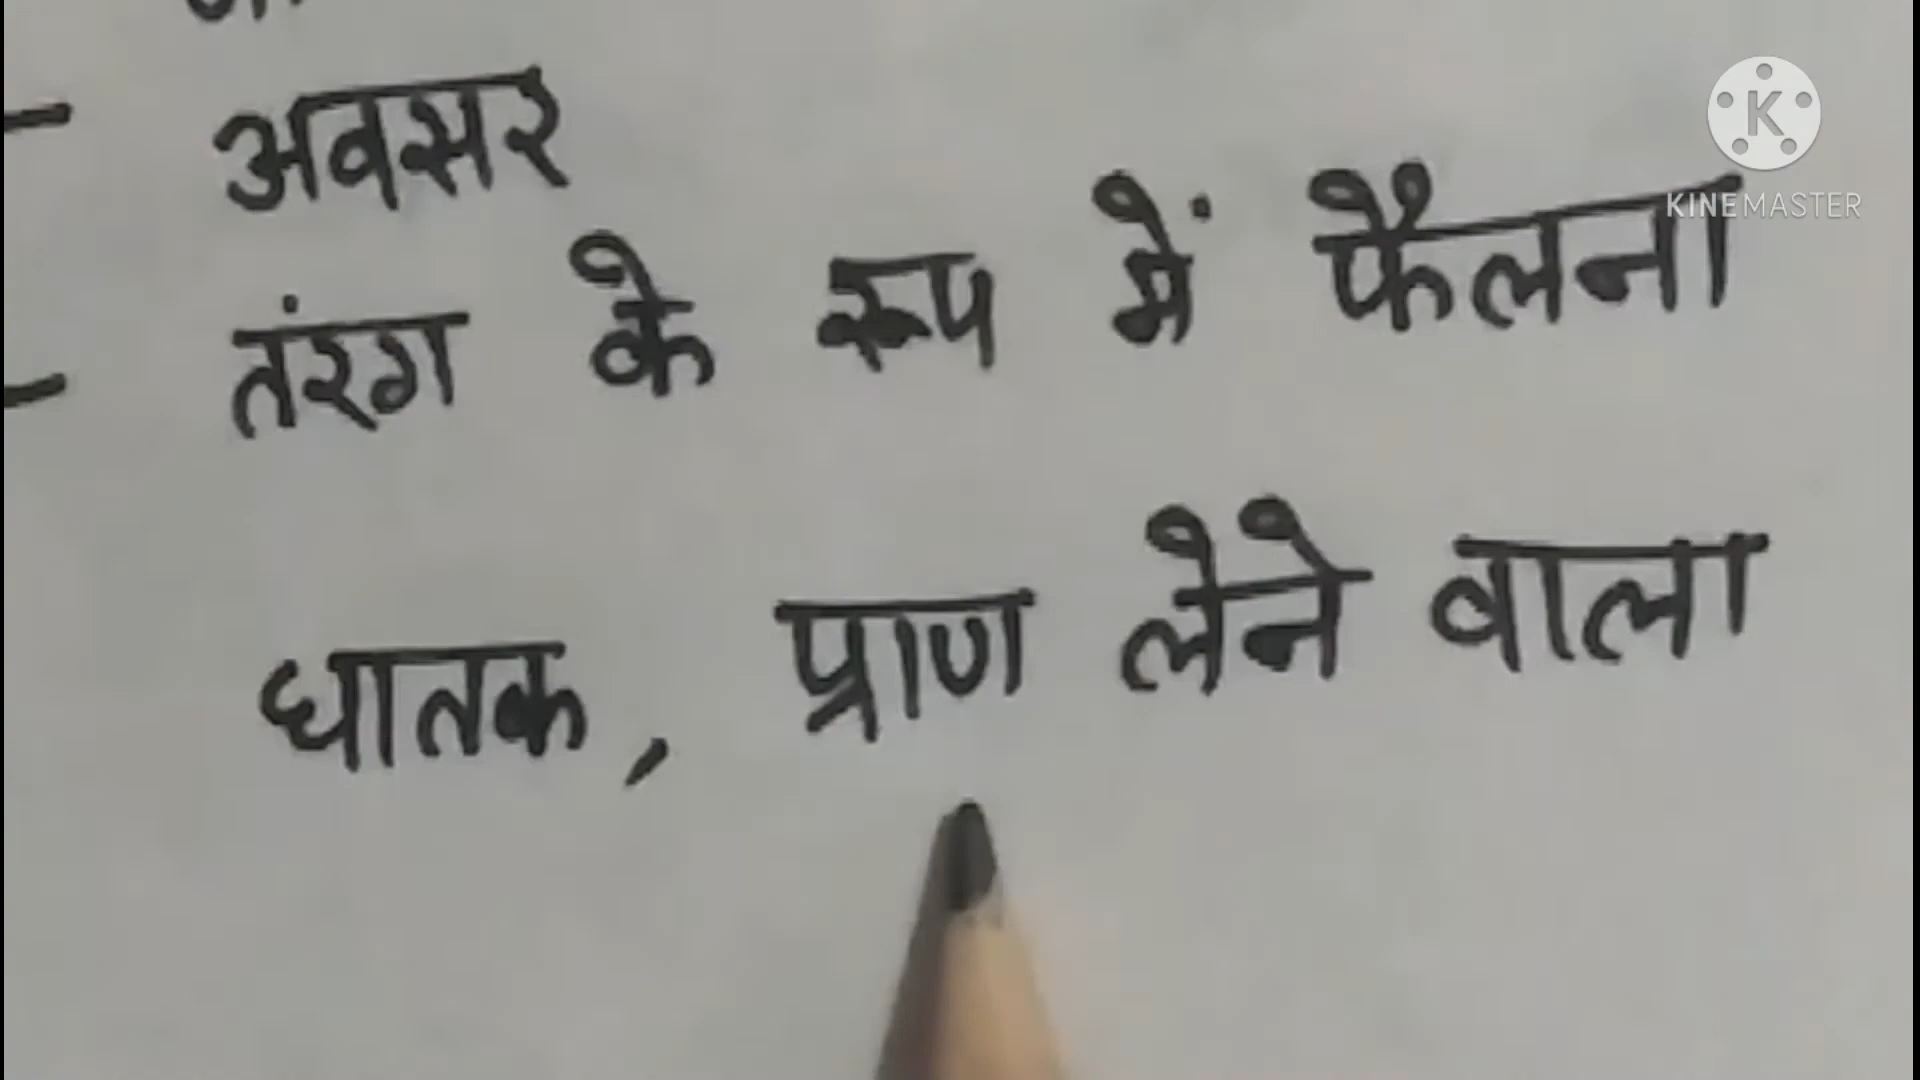 - अवसर
- तंरग के रूप में फैलना
घातक, प्राण लेने वाला
K
KINEMASTER